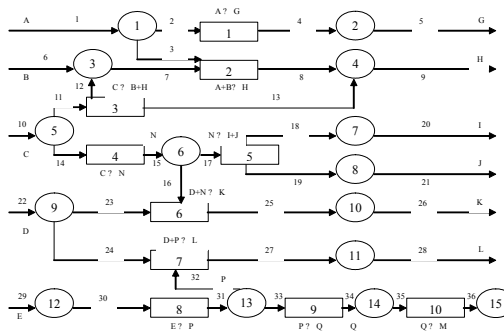 A 1 2 A ? G 4 5 G
1 1 2
3
6 H
B 3 7 2 8 4 9
12 C ? B+H A+B ? H 13
11 3
10 5 N N ? I+J 18 7 20 I
C 14 4 15 6 17 5
C ? N 19 8 21 J
16 D+N ? K
22 9 23 6 25 10 26 K
D
D+P ? L
24 7 27 11 28 L
32 P
29 12 30 8 31 13 33 9 34 14 35 10 36 15
E E ? P P ? Q Q Q ? M